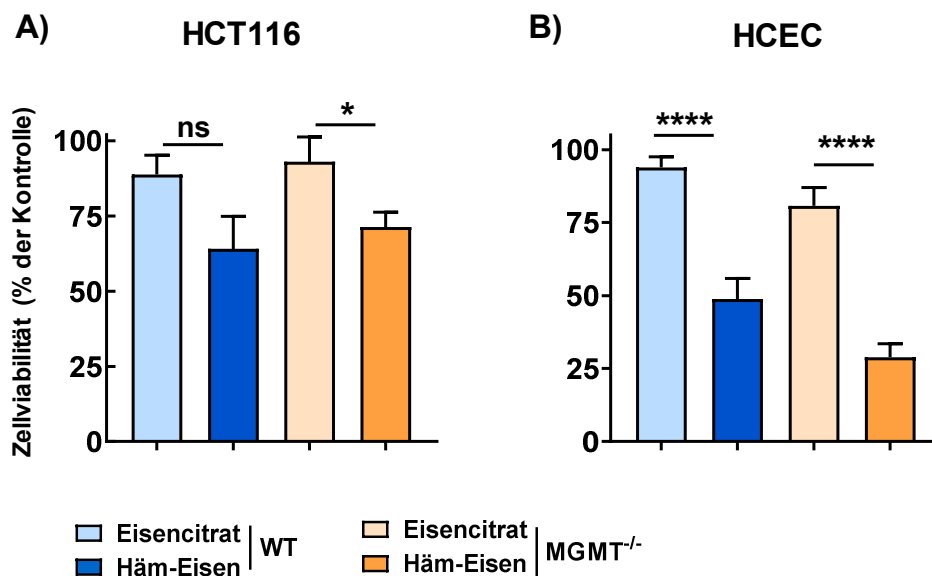 A)
HCT116
B)
HCEC
Zellviabilität (% der Kontrolle)
100
75
50
25
0
ns
*
100
75
50
25
0
****
****
Eisencitrat
Häm-Eisen
WT
Eisencitrat
Häm-Eisen
MGMT-/-